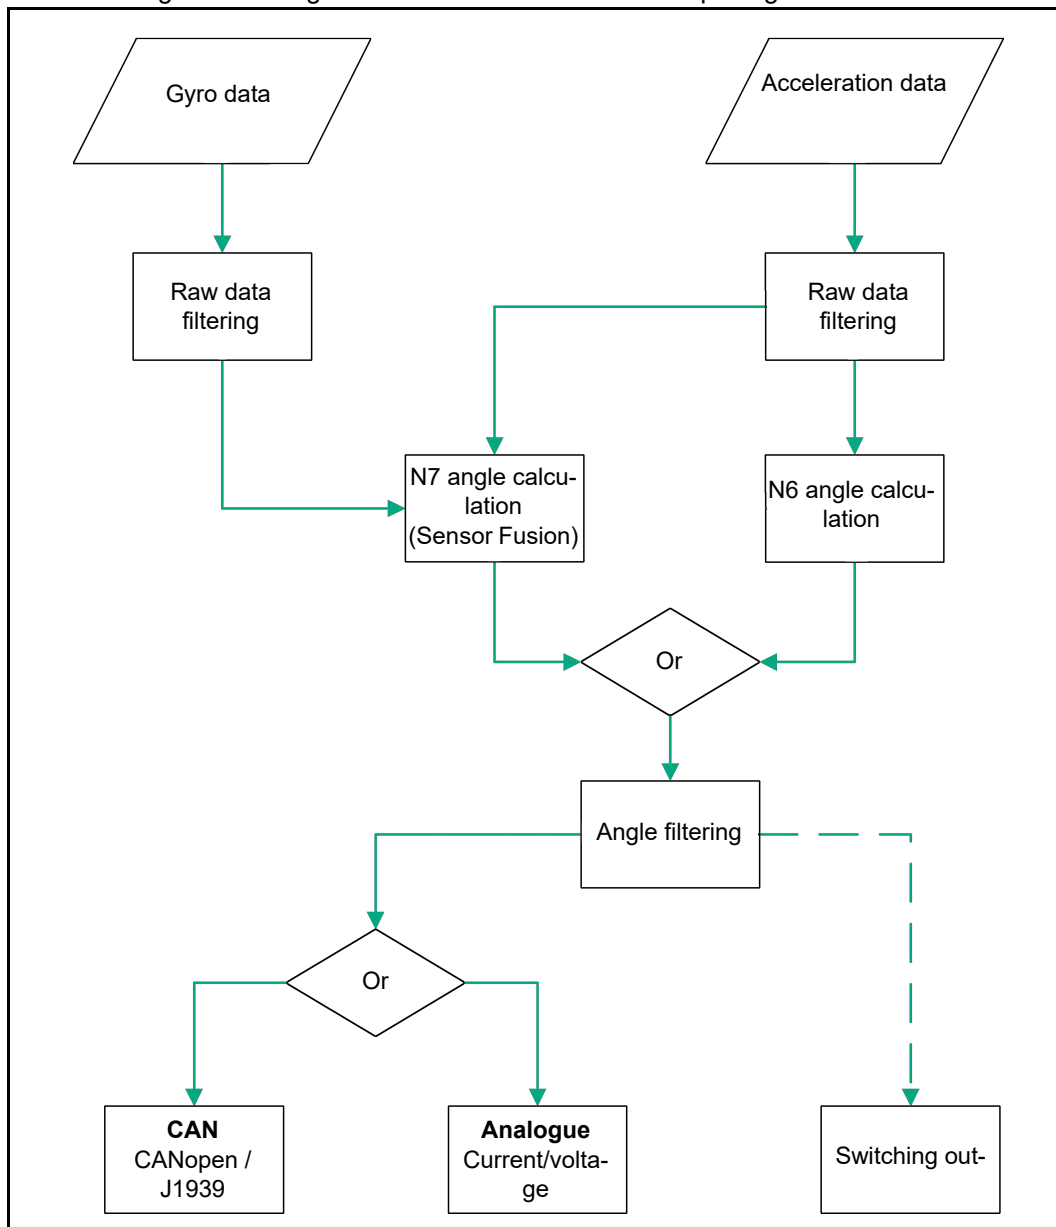 Gyro data
Acceleration data
Raw data
filtering
Raw data
filtering
N7 angle calcu-
lation
(Sensor Fusion)
N6 angle calcu-
lation
Or
Angle filtering
Or
CAN
CANopen /
J1939
Analogue
Current/volta-
ge
Switching out-